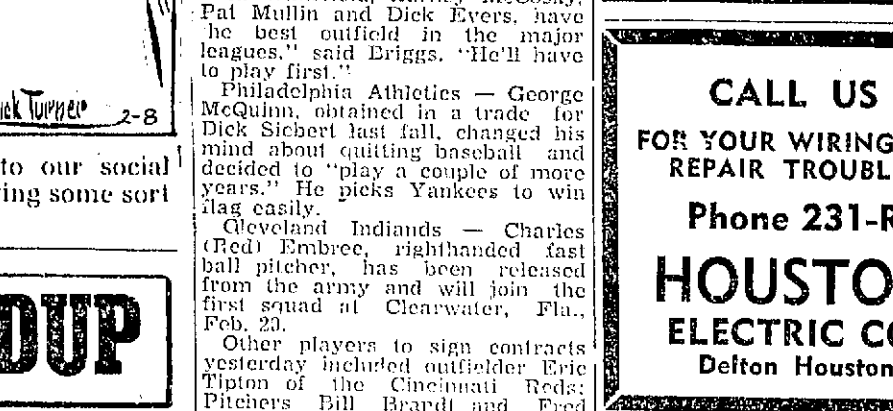 Pat Mullin and Dick Evers, have
he best outfield in the major
leagues," said Briggs. "He'll have
to play first."
Philadelphia Athletics — George
McQuinn, obtained in a trade for
Dick Siebert last fall, changed his
mind about quitting baseball and
decided to "play a couple of more
years." He picks Yankees to win
flag easily.
Cleveland Indiands — Charles
(Red) Embree, righthanded fast
ball pitcher, has been released
from the army and will join the
first squad at Clearwater, Fla.,
Feb. 20.
Other players to sign contracts
yesterday included outfielder Eric
Tipton of the Cincinnati Reds;
Pitchers Bill Brandt and Fred
ick Turner 2-8
to our social
ing some sort
DUP
CALL US
FOR YOUR WIRING
REPAIR TROUBL
Phone 231-R
HOUSTO
ELECTRIC CO
Delton Houston